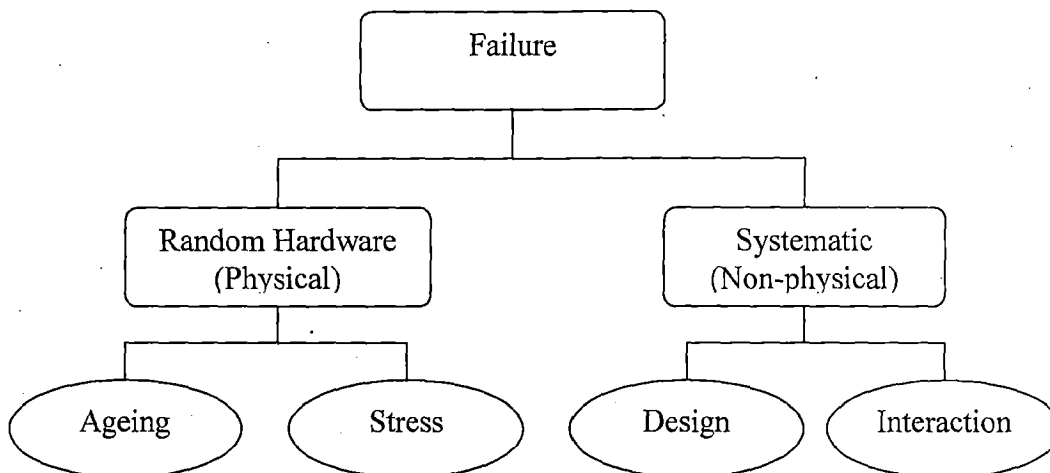 Failure
Random Hardware
(Physical)
Systematic
(Non-physical)
Ageing
Stress
Design
Interaction